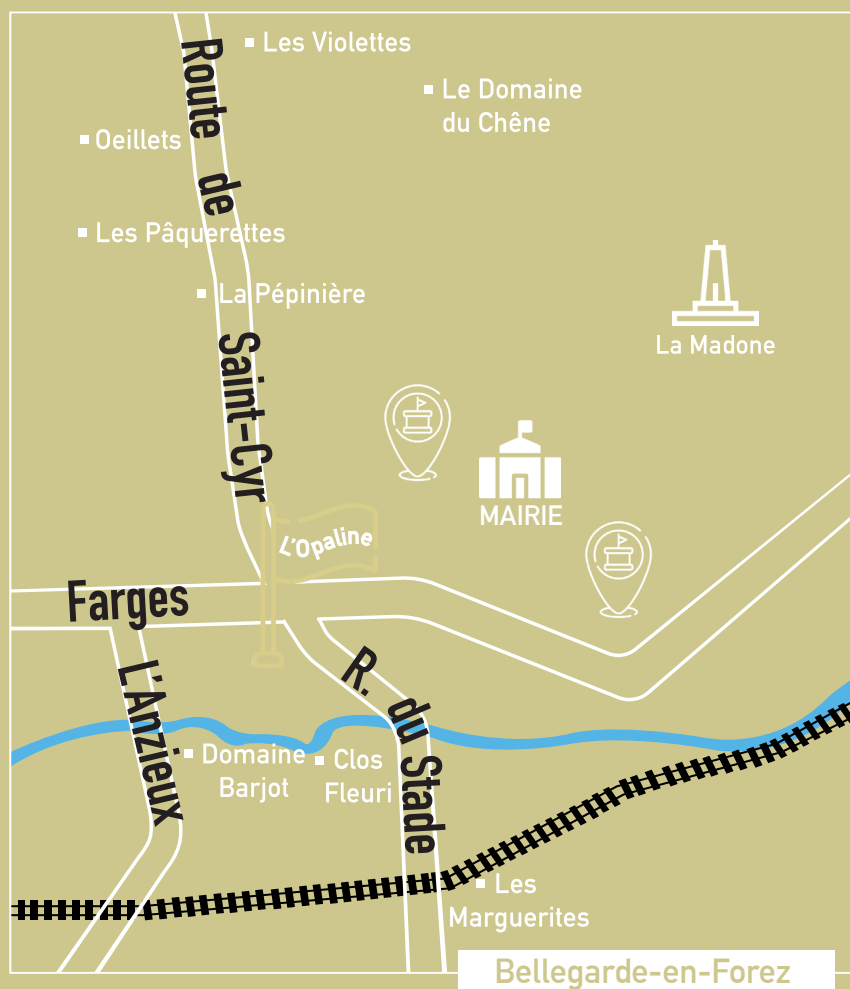 Les Violettes
Le Domaine
du Chêne
Oeillets
Route de Saint-Cyr
Les Pâquerettes
La Pépinière
La Madone
MAIRIE
L'Opaline
Farges
L'Anzieux
R. du Stade
Domaine
Barjot
Clos
Fleuri
Les
Marguerites
Bellegarde-en-Forez